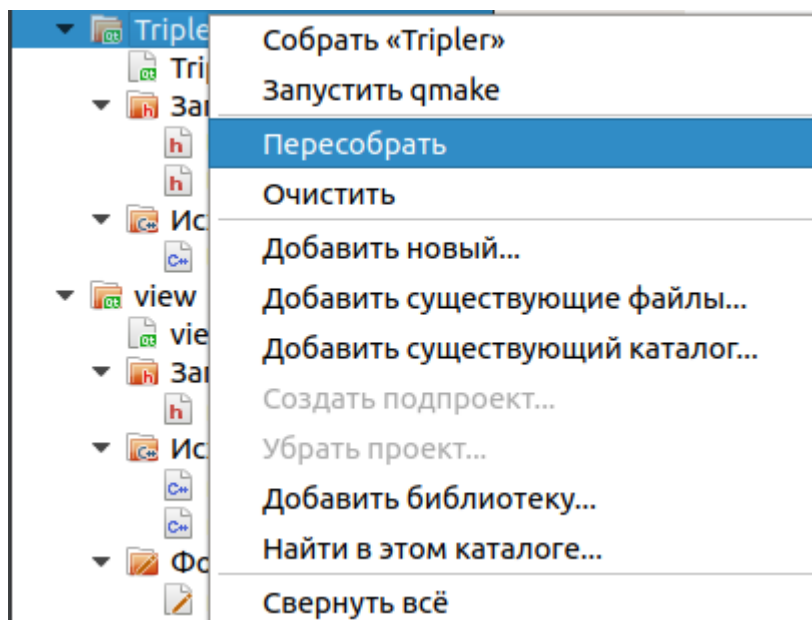 Собрать «Tripler»
Запустить qmake
Пересобрать
Очистить
view
Добавить новый...
Добавить существующие файлы...
Добавить существующий каталог...
Создать подпроект...
Убрать проект...
Добавить библиотеку...
Найти в этом каталоге...
Свернуть всё